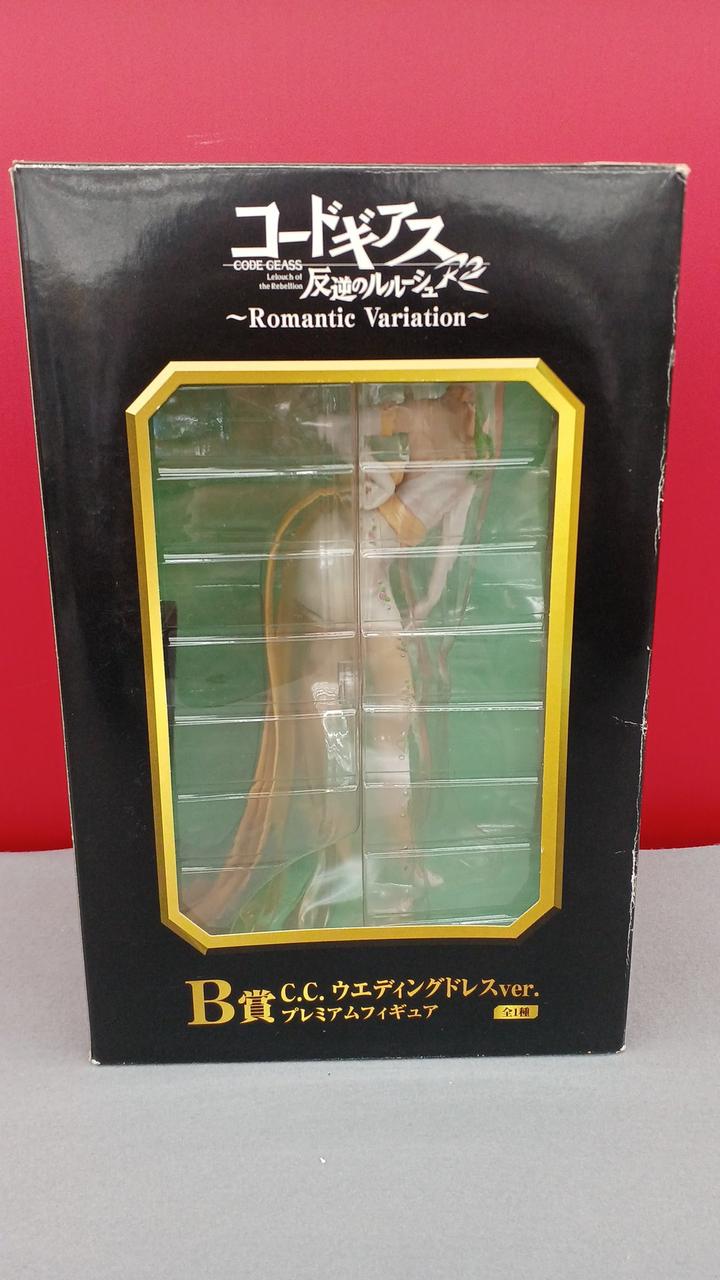 コードギアス
CODE GEASS
Lelouch of
the Rebellion
反逆のルルーシュ R2
～Romantic Variation～
B賞 C.C. ウエディングドレスver.
プレミアムフィギュア
全1種